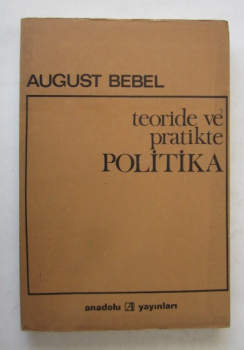 AUGUST BEBEL
teoride ve
pratikte
POLİTİKA
anadolu A yayınları